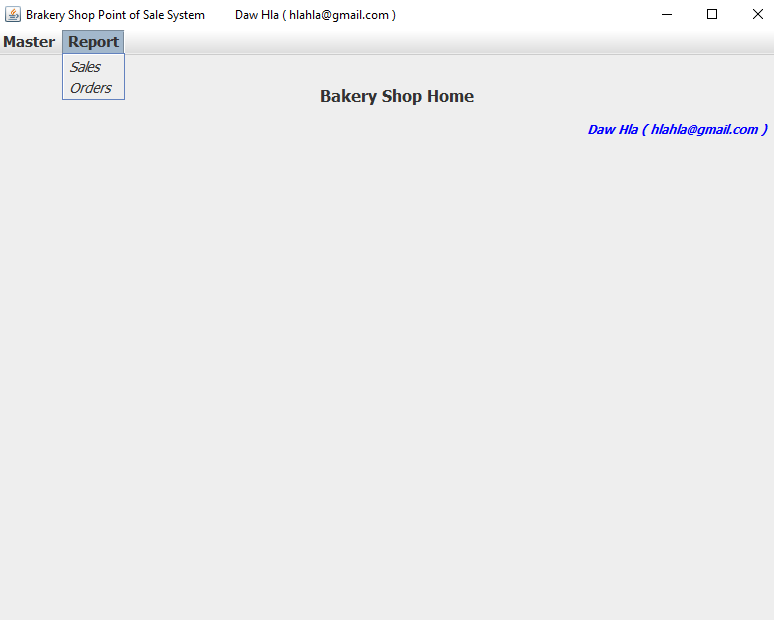 Brakery Shop Point of Sale System Daw Hla ( hlahla@gmail.com )
Master Report
Sales
Orders
Bakery Shop Home
Daw Hla ( hlahla@gmail.com )